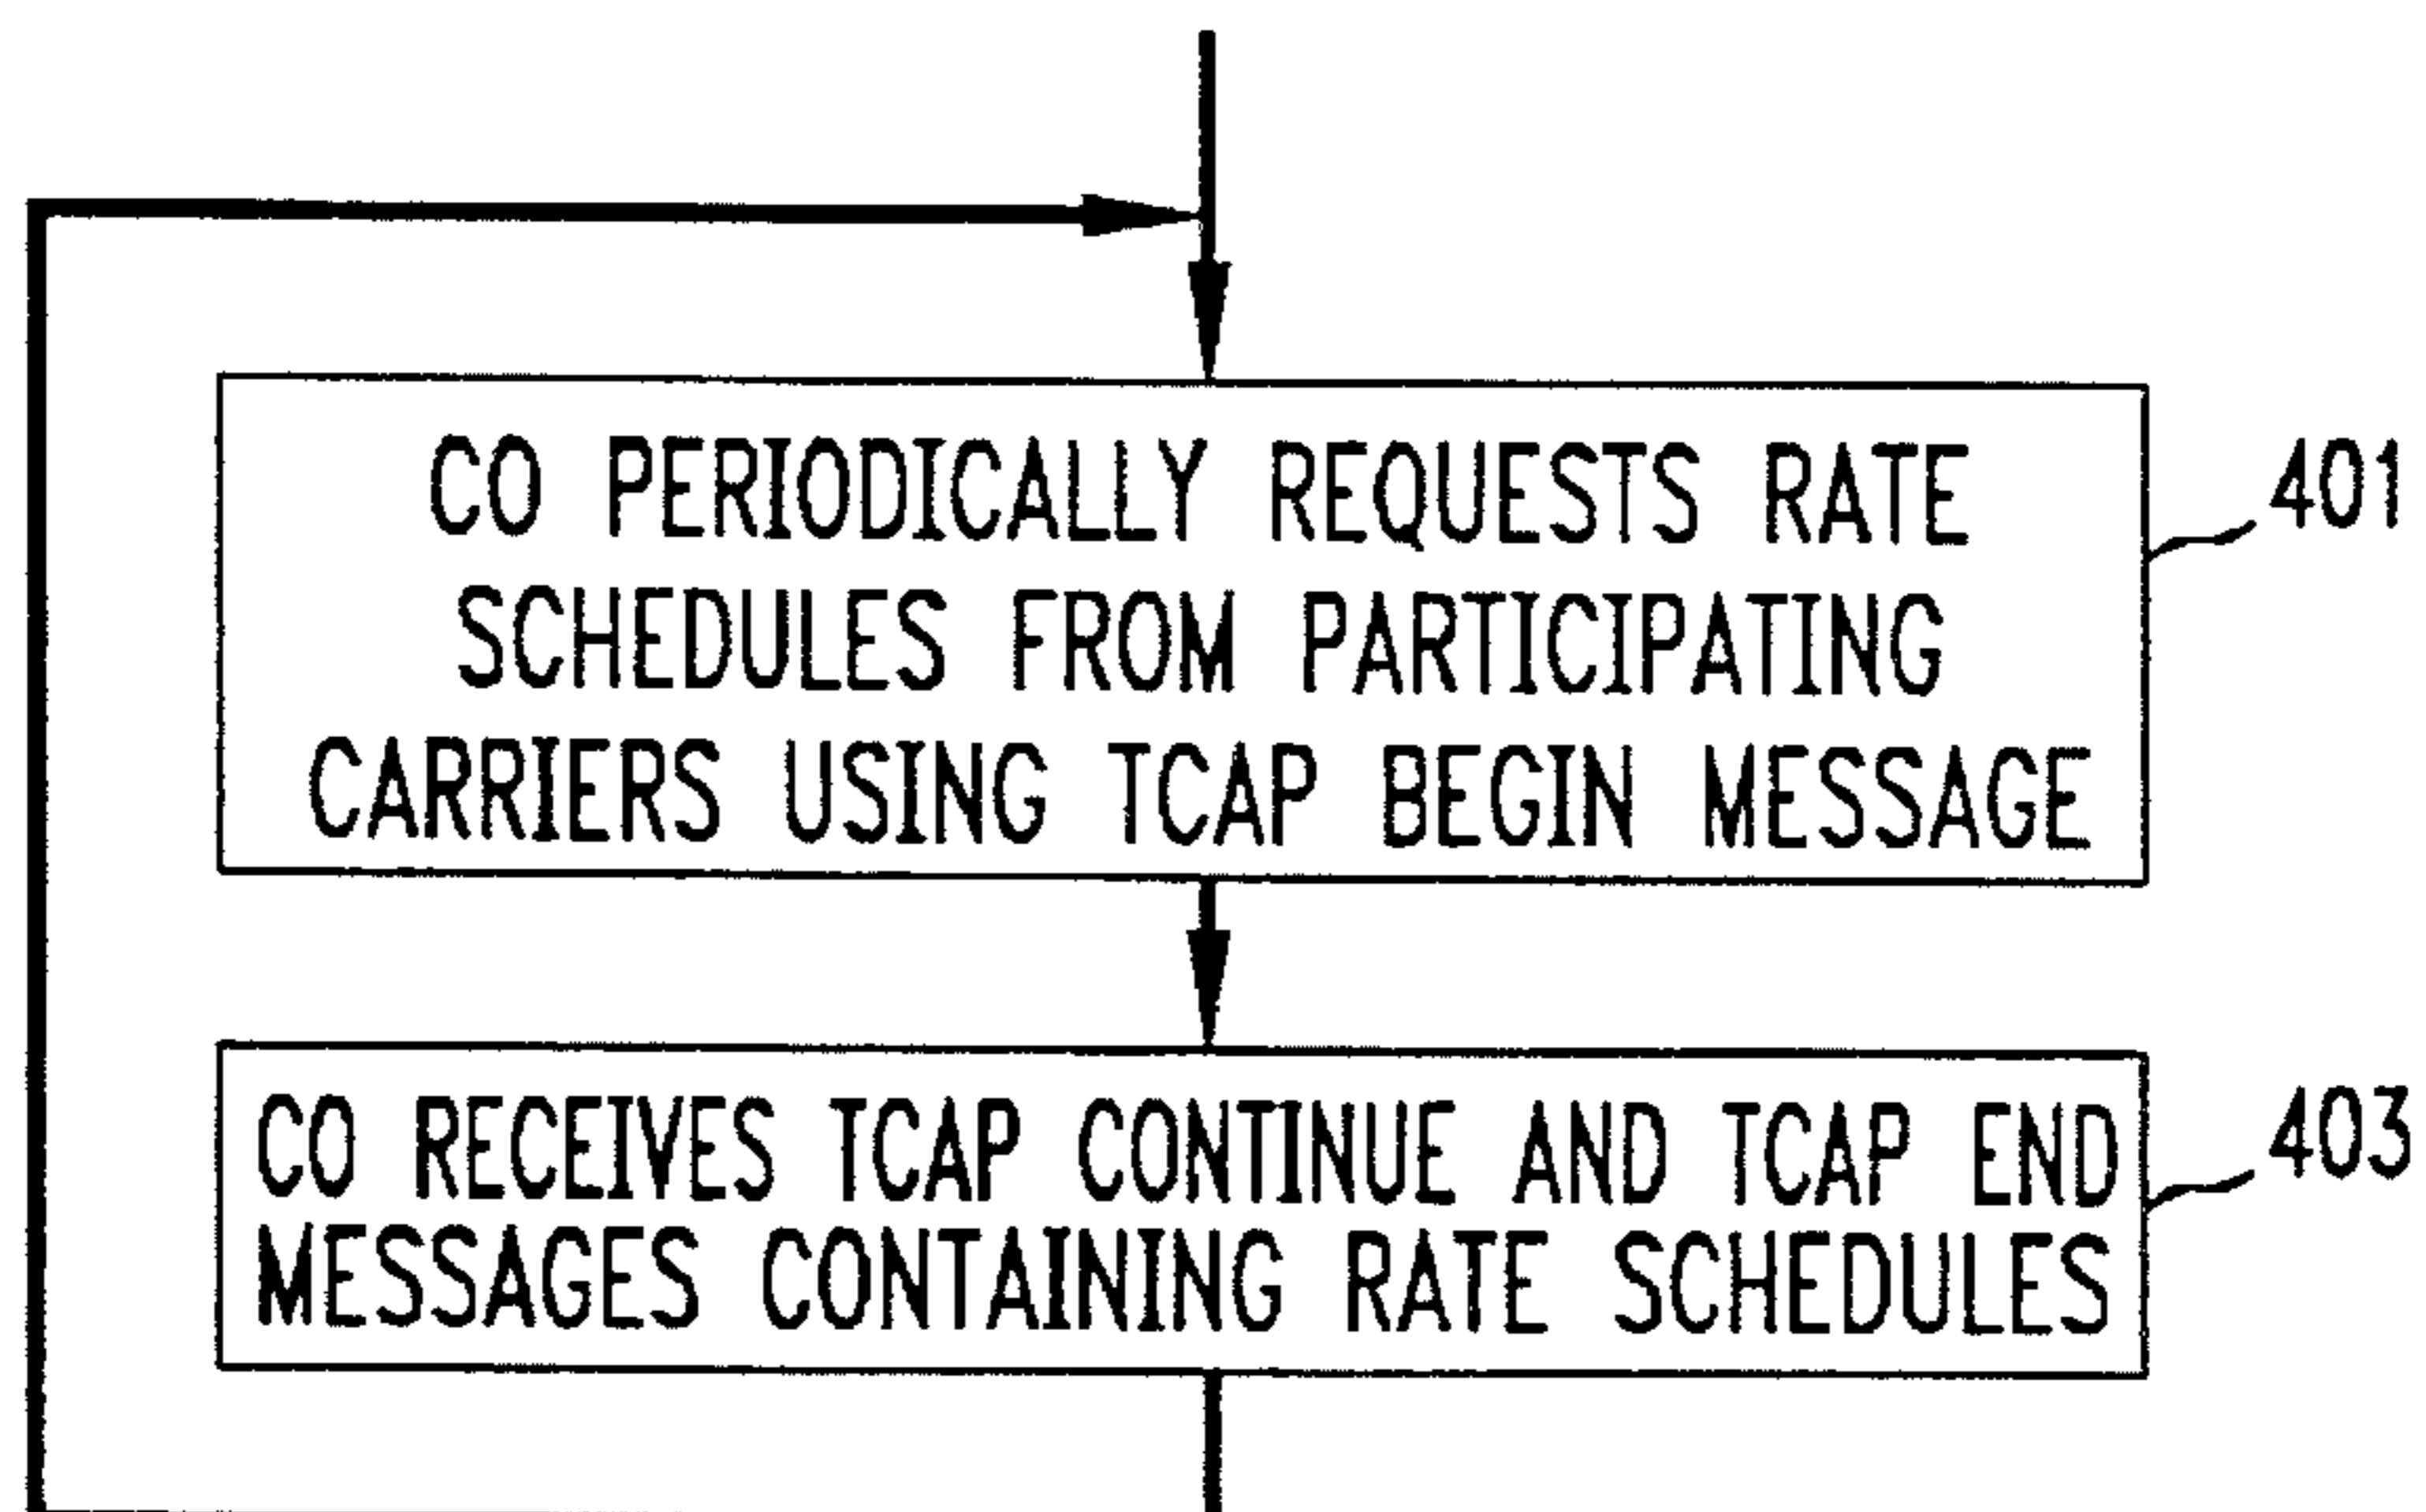 CO PERIODICALLY REQUESTS RATE
SCHEDULES FROM PARTICIPATING
CARRIERS USING TCAP BEGIN MESSAGE
401
CO RECEIVES TCAP CONTINUE AND TCAP END
MESSAGES CONTAINING RATE SCHEDULES
403